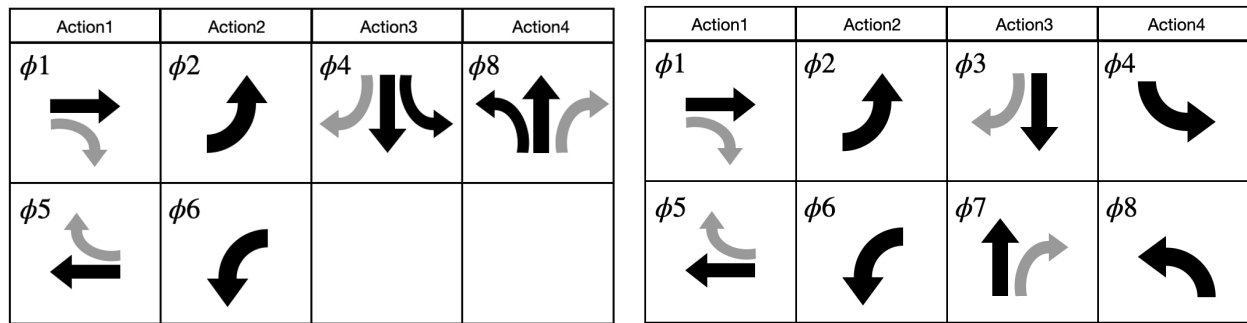 Action1 Action2 Action3 Action4
ϕ1 ϕ2 ϕ4 ϕ8
ϕ5 ϕ6
Action1 Action2 Action3 Action4
ϕ1 ϕ2 ϕ3 ϕ4
ϕ5 ϕ6 ϕ7 ϕ8